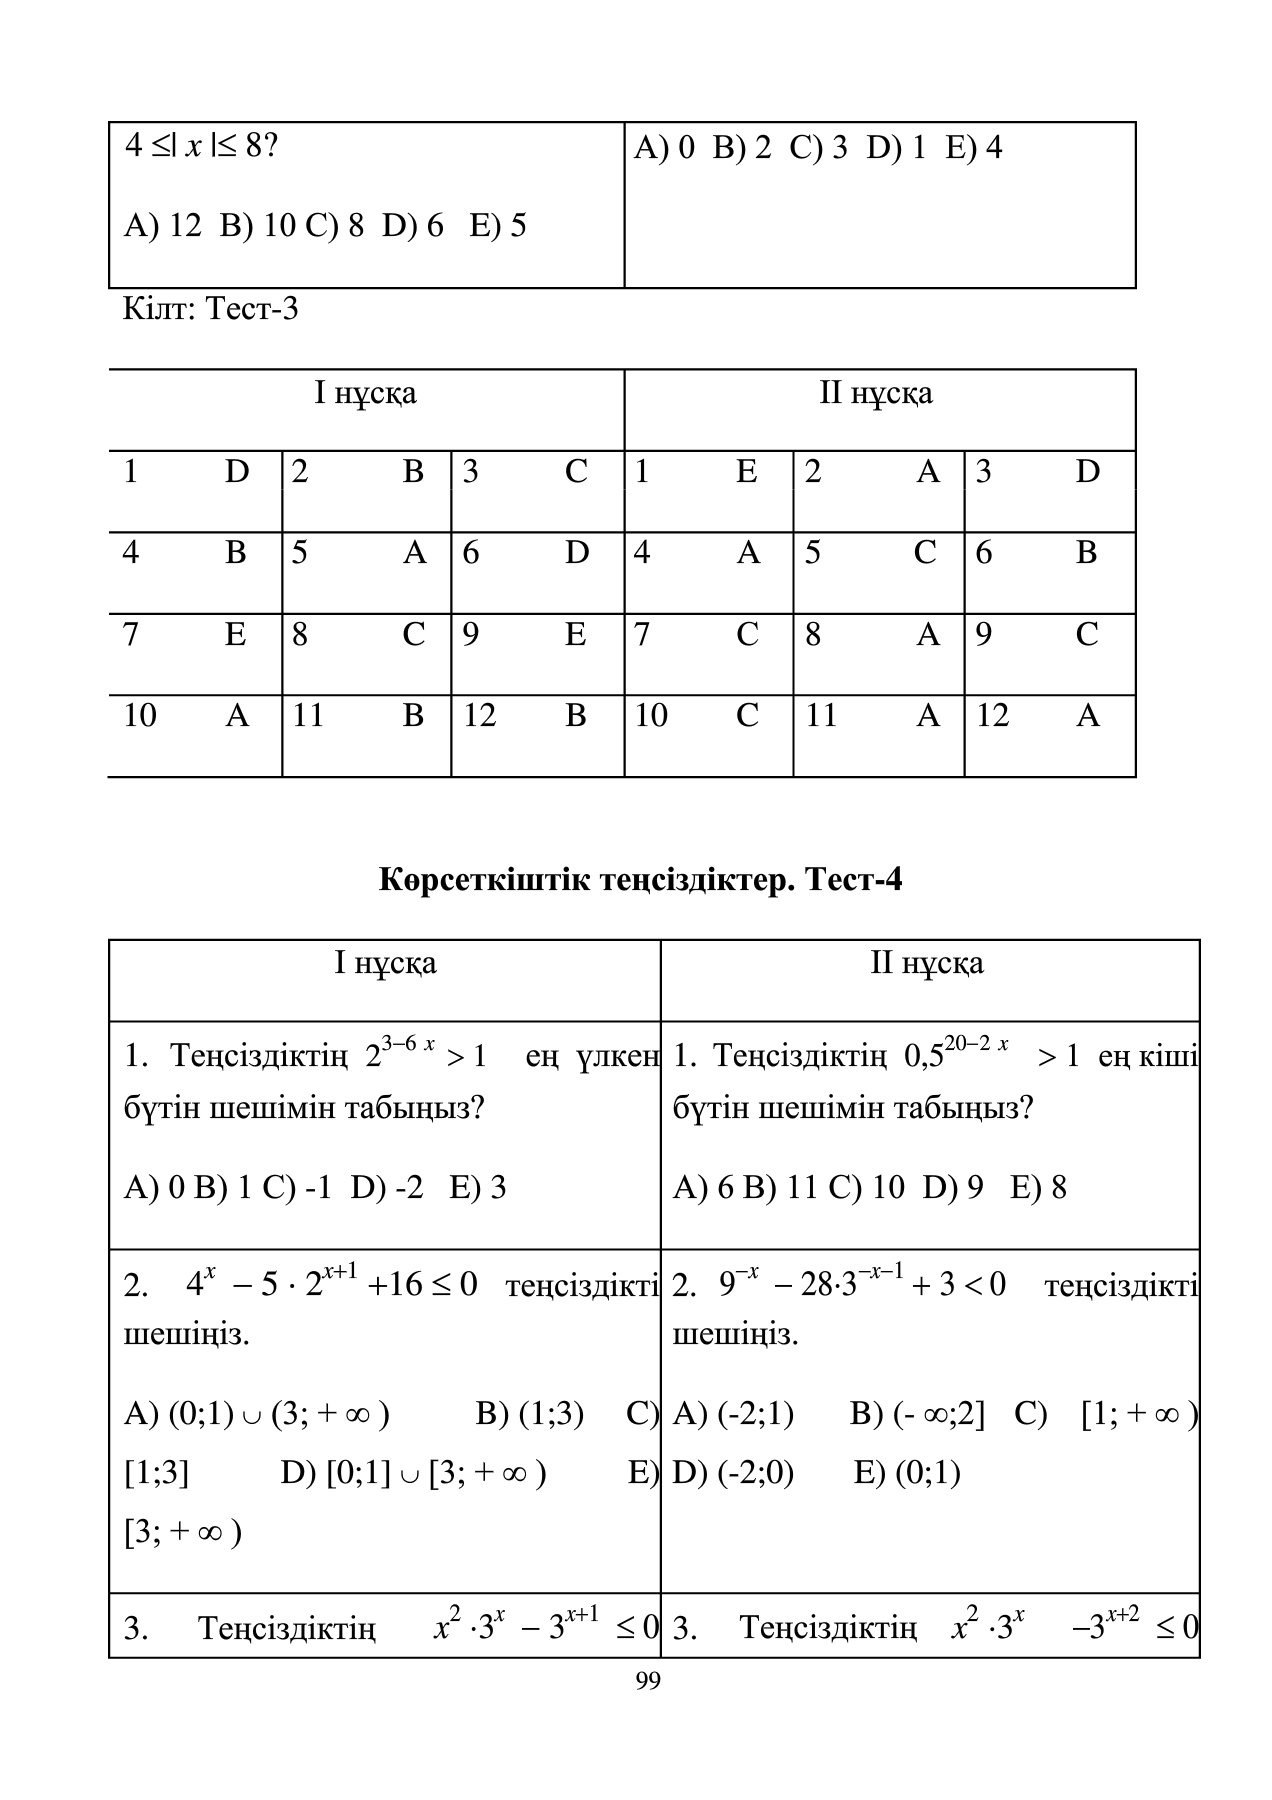 4 ≤| x |≤ 8?
A) 12 B) 10 C) 8 D) 6 E) 5
A) 0 B) 2 C) 3 D) 1 E) 4
Кілт: Тест-3
I нұсқа II нұсқа
1 D 2 B 3 C 1 E 2 A 3 D
4 B 5 A 6 D 4 A 5 C 6 B
7 E 8 C 9 E 7 C 8 A 9 C
10 A 11 B 12 B 10 C 11 A 12 A
Көрсеткіштік теңсіздіктер. Тест-4
I нұсқа II нұсқа
1. Теңсіздіктің 2^{3–6 x} > 1 ең үлкен
бүтін шешімін табыңыз?
A) 0 B) 1 C) -1 D) -2 E) 3
1. Теңсіздіктің 0,5^{20–2 x} > 1 ең кіші
бүтін шешімін табыңыз?
A) 6 B) 11 C) 10 D) 9 E) 8
2. 4^x − 5 · 2^{x+1} +16 ≤ 0 теңсіздікті
шешіңіз.
A) (0;1) ∪ (3; + ∞ ) B) (1;3) C)
[1;3] D) [0;1] ∪ [3; + ∞ ) E)
[3; + ∞ )
2. 9^{−x} − 28·3^{−x−1} + 3 < 0 теңсіздікті
шешіңіз.
A) (-2;1) B) (- ∞;2] C) [1; + ∞ )
D) (-2;0) E) (0;1)
3. Теңсіздіктің x^2 ·3^x − 3^{x+1} ≤ 0
3. Теңсіздіктің x^2 ·3^x −3^{x+2} ≤ 0
99